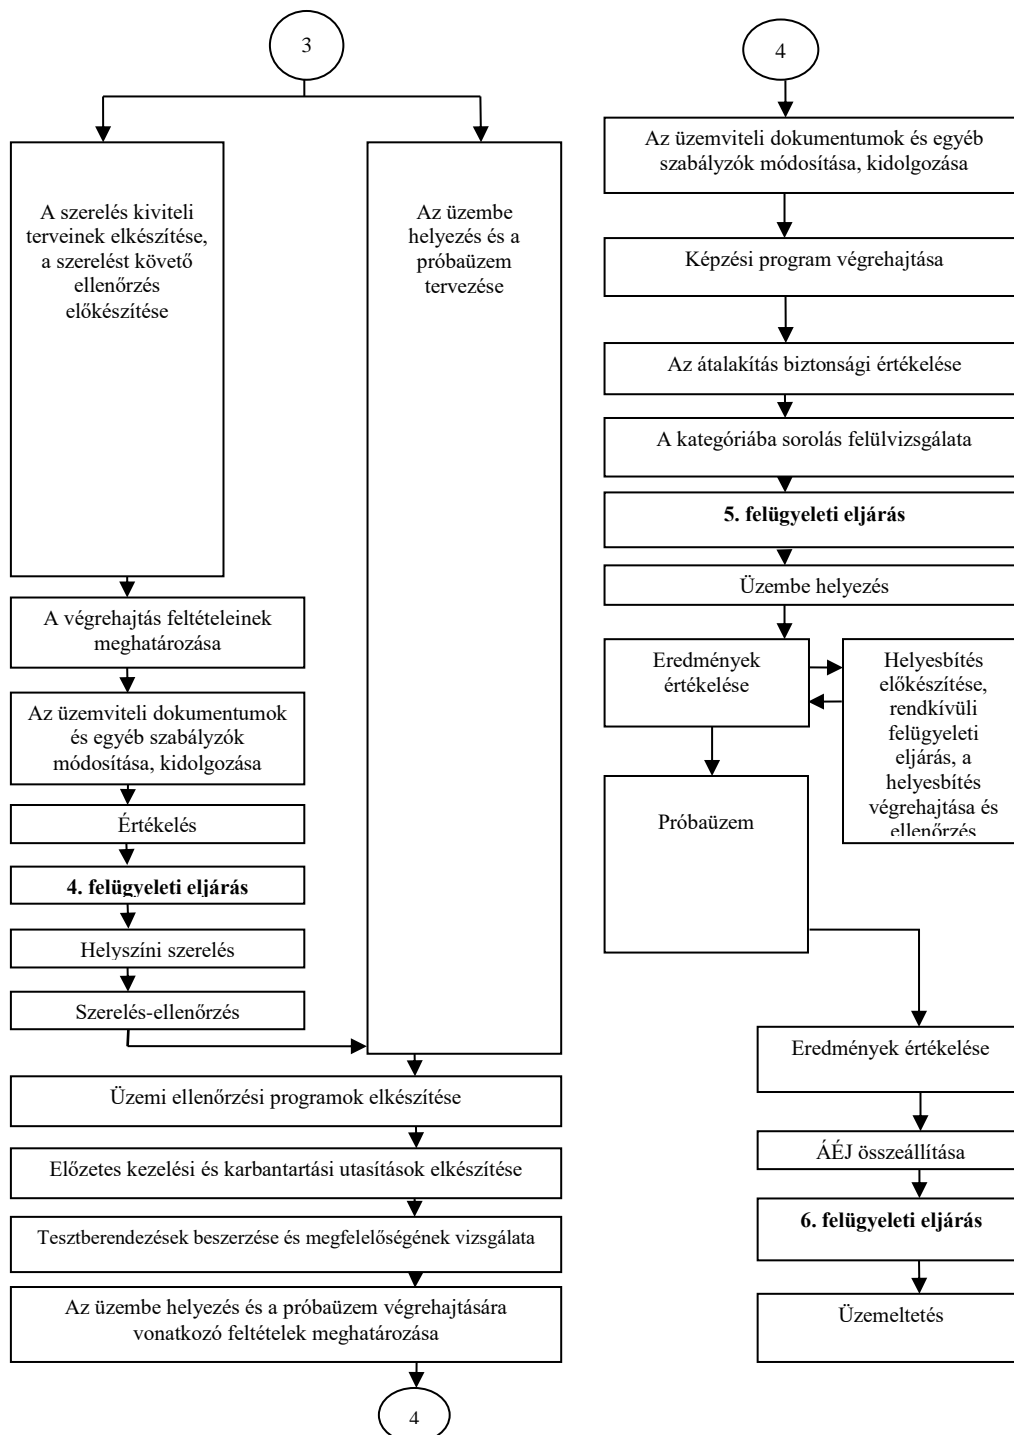 3
A szerelés kiviteli
terveinek elkészítése,
a szerelést követő
ellenőrzés
előkészítése
Az üzembe
helyezés és a
próbaüzem
tervezése
A végrehajtás feltételeinek
meghatározása
Az üzemviteli dokumentumok
és egyéb szabályzók
módosítása, kidolgozása
Értékelés
4. felügyeleti eljárás
Helyszíni szerelés
Szerelés-ellenőrzés
Üzemi ellenőrzési programok elkészítése
Előzetes kezelési és karbantartási utasítások elkészítése
Tesztberendezések beszerzése és megfelelőségének vizsgálata
Az üzembe helyezés és a próbaüzem végrehajtására
vonatkozó feltételek meghatározása
4
4
Az üzemviteli dokumentumok és egyéb
szabályzók módosítása, kidolgozása
Képzési program végrehajtása
Az átalakítás biztonsági értékelése
A kategóriába sorolás felülvizsgálata
5. felügyeleti eljárás
Üzembe helyezés
Eredmények
értékelése
Helyesbítés
előkészítése,
rendkívüli
felügyeleti
eljárás, a
helyesbítés
végrehajtása és
ellenőrzés
Próbaüzem
Eredmények értékelése
ÁÉJ összeállítása
6. felügyeleti eljárás
Üzemeltetés